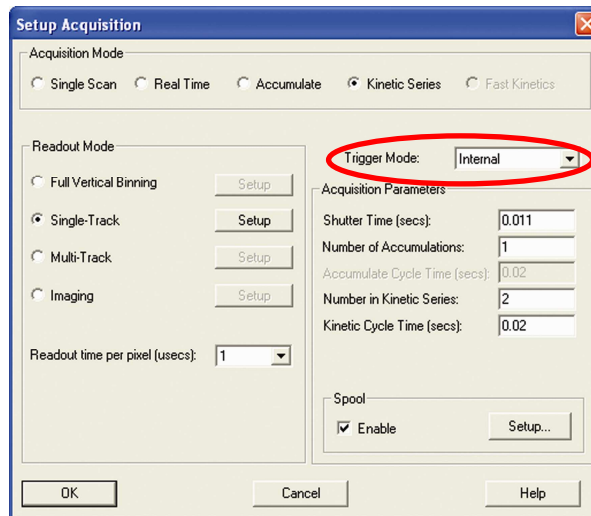 Setup Acquisition
Acquisition Mode
Single Scan Real Time Accumulate Kinetic Series Fast Kinetics
Readout Mode
Full Vertical Binning Setup
Single-Track Setup
Multi-Track Setup
Imaging Setup
Readout time per pixel (usecs): 1
Trigger Mode: Internal
Acquisition Parameters
Shutter Time (secs): 0.011
Number of Accumulations: 1
Accumulate Cycle Time (secs): 0.02
Number in Kinetic Series: 2
Kinetic Cycle Time (secs): 0.02
Spool
Enable Setup...
OK Cancel Help